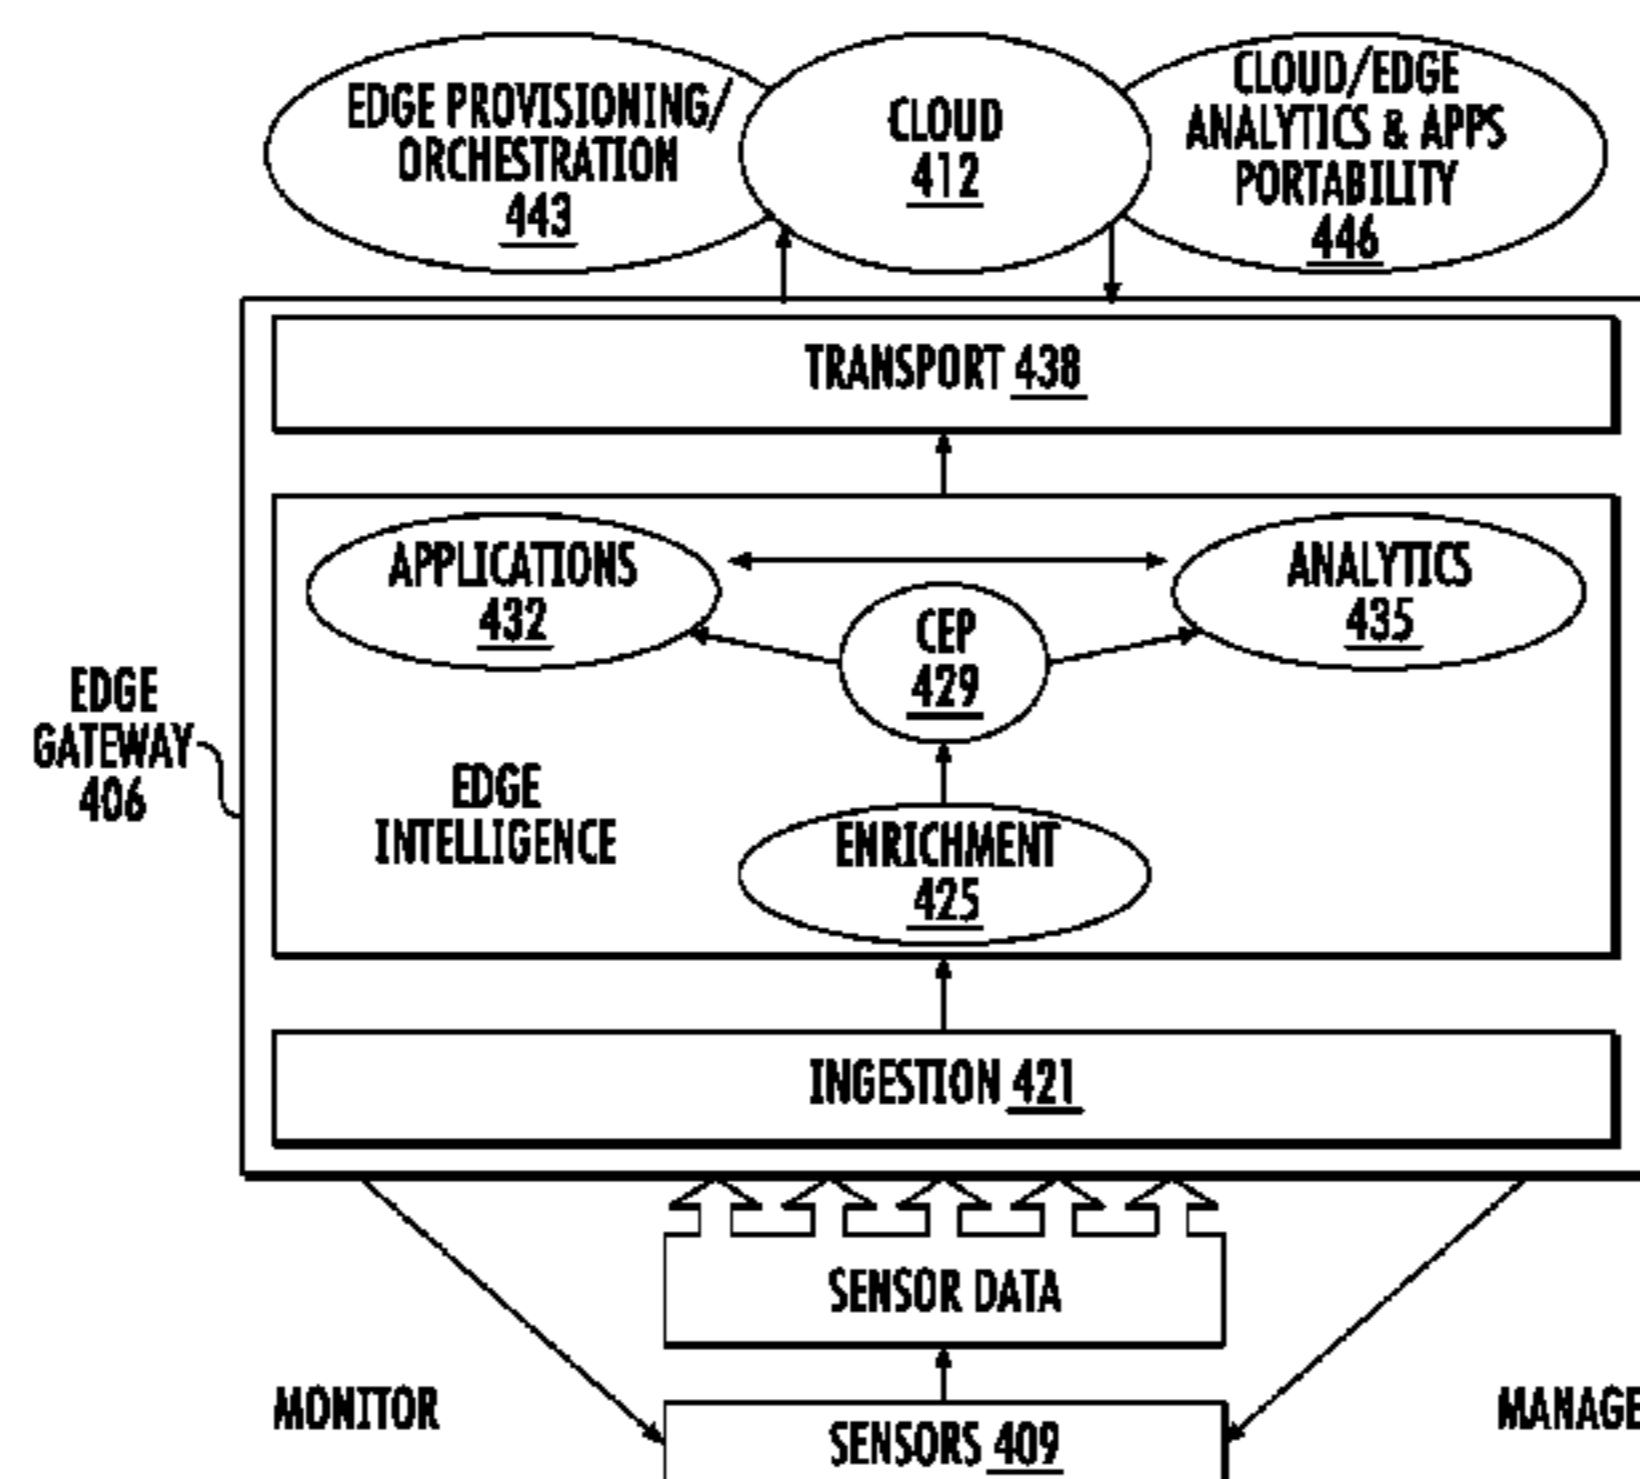 EDGE PROVISIONING/
ORCHESTRATION
443
CLOUD
412
CLOUD/EDGE
ANALYTICS & APPS
PORTABILITY
446
TRANSPORT 438
APPLICATIONS
432
ANALYTICS
435
CEP
429
EDGE
GATEWAY
406
EDGE
INTELLIGENCE
ENRICHMENT
425
INGESTION 421
SENSOR DATA
MONITOR
MANAGE
SENSORS 409